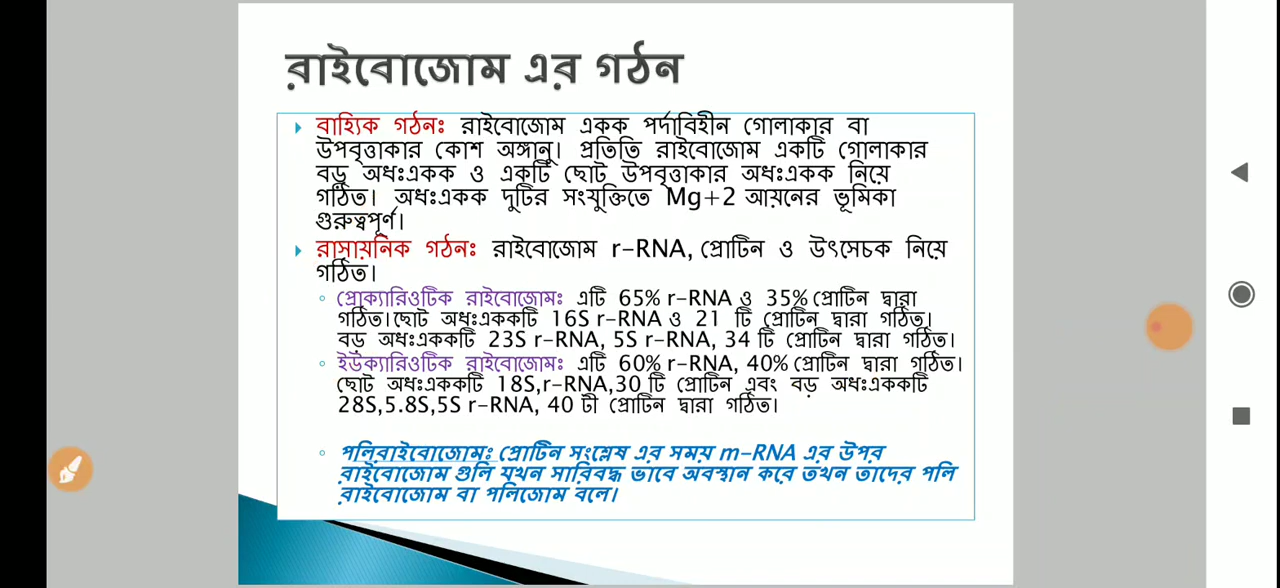 রাইবোজোম এর গঠন
বাহ্যিক গঠনঃ রাইবোজোম একক পর্দাবিহীন গোলাকার বা
উপবৃত্তাকার কোশ অঙ্গানু। প্রতিতি রাইবোজোম একটি গোলাকার
বড় অধঃএকক ও একটি ছোট উপবৃত্তাকার অধঃএকক নিয়ে
গঠিত। অধঃএকক দুটির সংযুক্তিতে Mg+2 আয়নের ভূমিকা
গুরুত্বপূর্ণ।
রাসায়নিক গঠনঃ রাইবোজোম r-RNA, প্রোটিন ও উৎসেচক নিয়ে
গঠিত।
প্রোক্যারিওটিক রাইবোজোমঃ এটি 65% r-RNA ও 35% প্রোটিন দ্বারা
গঠিত।ছোট অধঃএককটি 16S r-RNA ও 21 টি প্রোটিন দ্বারা গঠিত।
বড় অধঃএককটি 23S r-RNA, 5S r-RNA, 34 টি প্রোটিন দ্বারা গঠিত।
ইউক্যারিওটিক রাইবোজোমঃ এটি 60% r-RNA, 40% প্রোটিন দ্বারা গঠিত।
ছোট অধঃএককটি 18S,r-RNA,30 টি প্রোটিন এবং বড় অধঃএককটি
28S,5.8S,5S r-RNA, 40 টী প্রোটিন দ্বারা গঠিত।
পলিরাইবোজোমঃ প্রোটিন সংশ্লেষ এর সময় m-RNA এর উপর
রাইবোজোম গুলি যখন সারিবদ্ধ ভাবে অবস্থান করে তখন তাদের পলি
রাইবোজোম বা পলিজোম বলে।